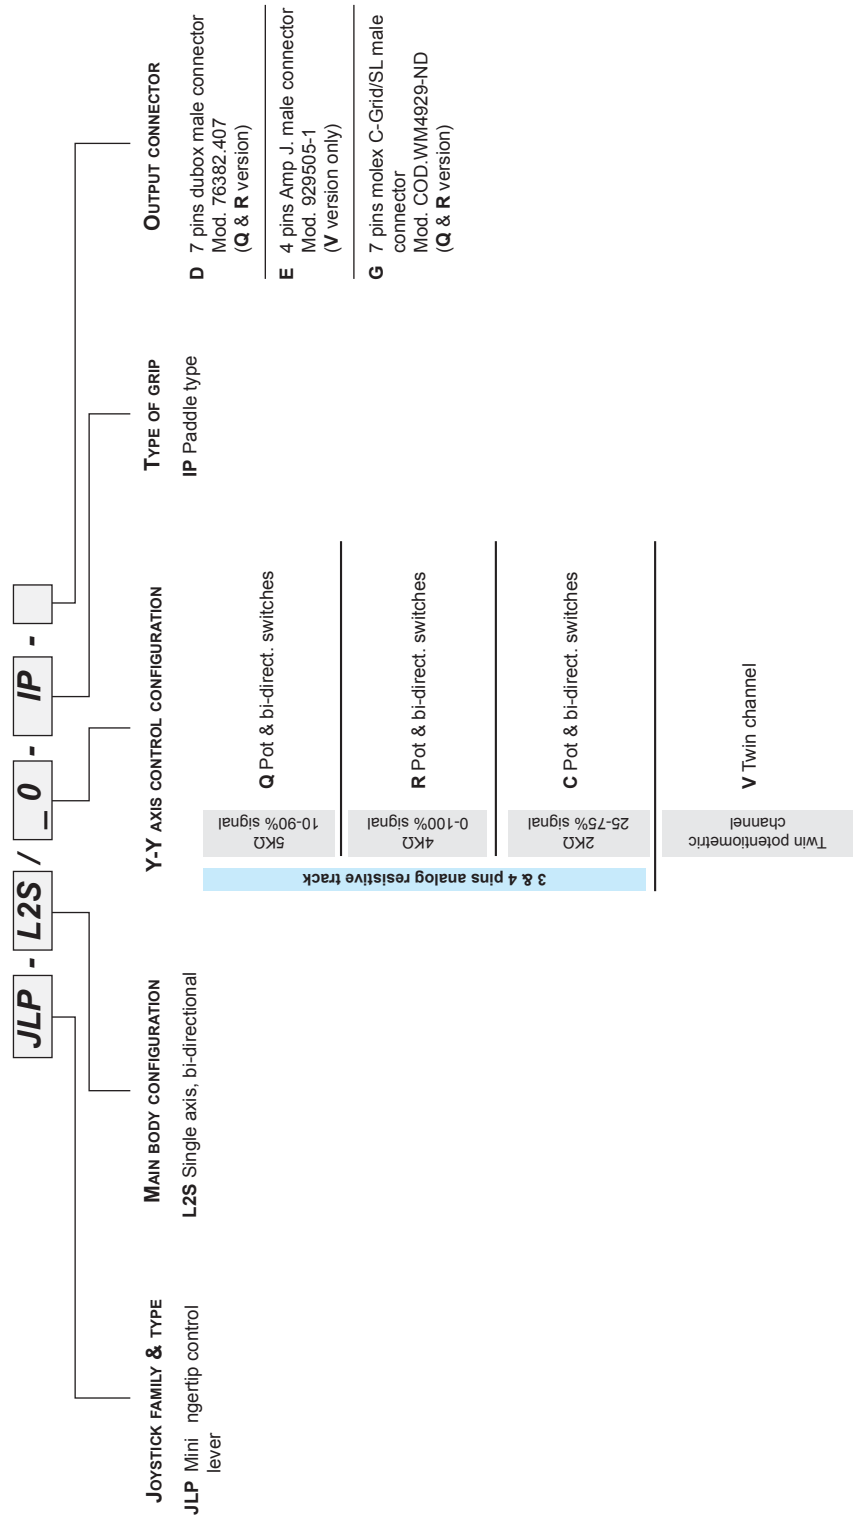 JLP - L2S / _0 - IP -
JOYSTICK FAMILY & TYPE
JLP Mini ngertip control
lever
MAIN BODY CONFIGURATION
L2S Single axis, bi-directional
Y-Y AXIS CONTROL CONFIGURATION
3 & 4 pins analog resistive track
5KΩ
10-90% signal
Q Pot & bi-direct. switches
4KΩ
0-100% signal
R Pot & bi-direct. switches
2KΩ
25-75% signal
C Pot & bi-direct. switches
Twin potentiometric
channel
V Twin channel
TYPE OF GRIP
IP Paddle type
OUTPUT CONNECTOR
D 7 pins dubox male connector
Mod. 76382.407
(Q & R version)
E 4 pins Amp J. male connector
Mod. 929505-1
(V version only)
G 7 pins molex C-Grid/SL male
connector
Mod. COD.WM4929-ND
(Q & R version)